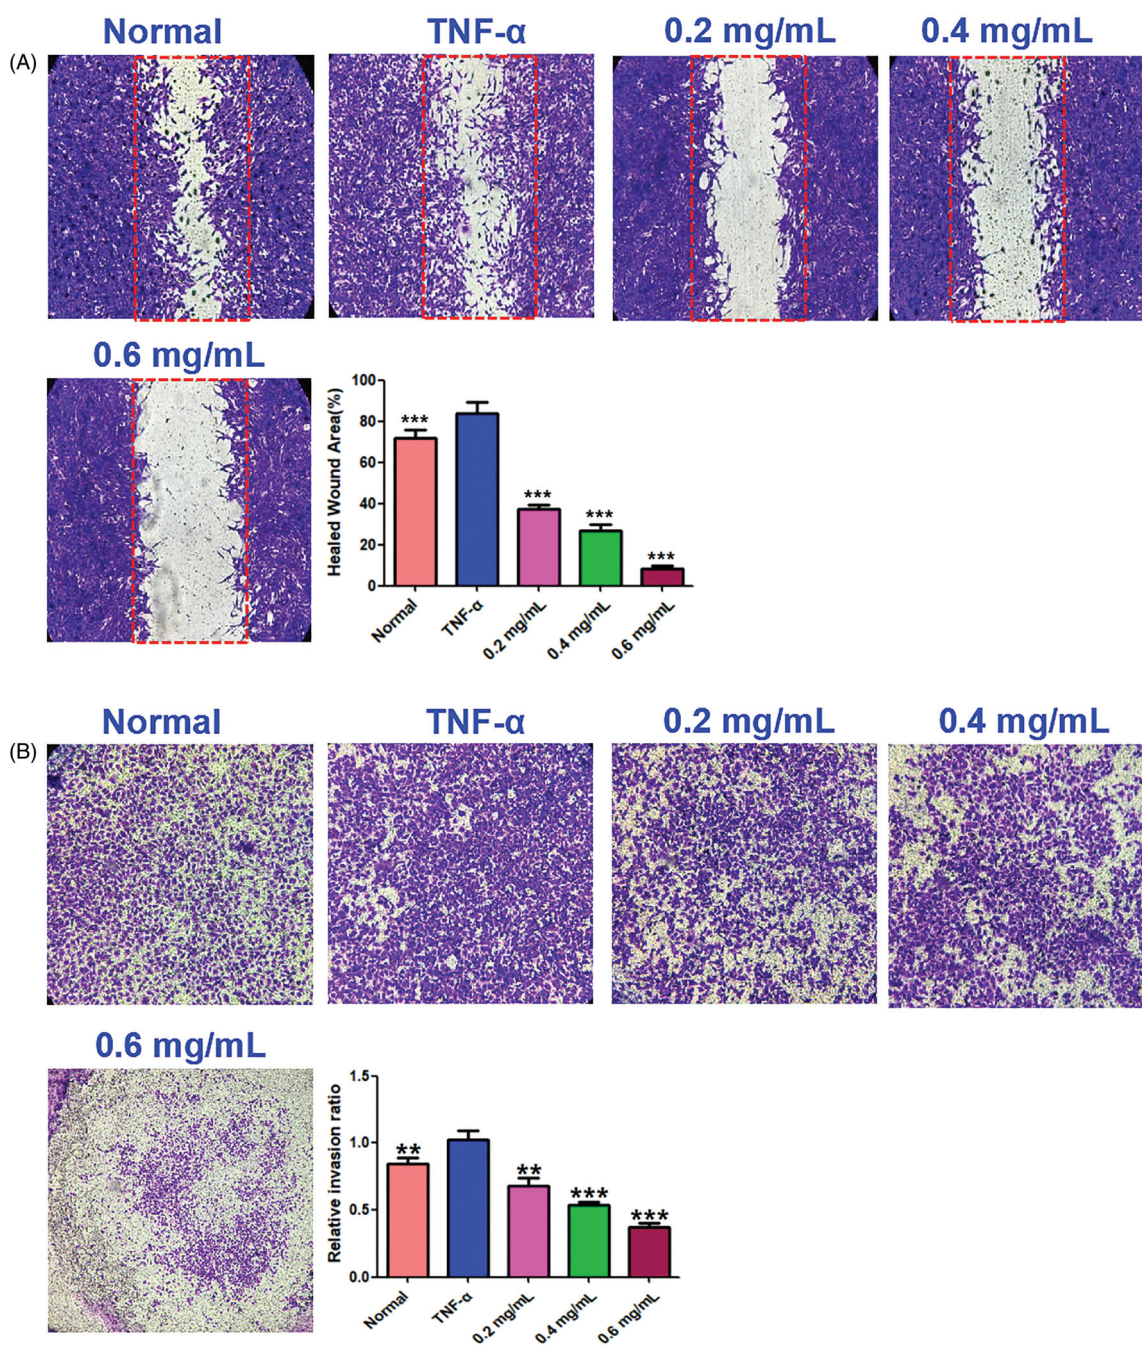 Normal TNF-α 0.2 mg/mL 0.4 mg/mL
(A)
0.6 mg/mL
Healed Wound Area(%)
100
80
60
40
20
0
***
***
***
***
Normal
TNF-α
0.2 mg/mL
0.4 mg/mL
0.6 mg/mL
Normal TNF-α 0.2 mg/mL 0.4 mg/mL
(B)
0.6 mg/mL
Relative invasion ratio
1.5
1.0
0.5
0.0
**
**
***
***
Normal
TNF-α
0.2 mg/mL
0.4 mg/mL
0.6 mg/mL